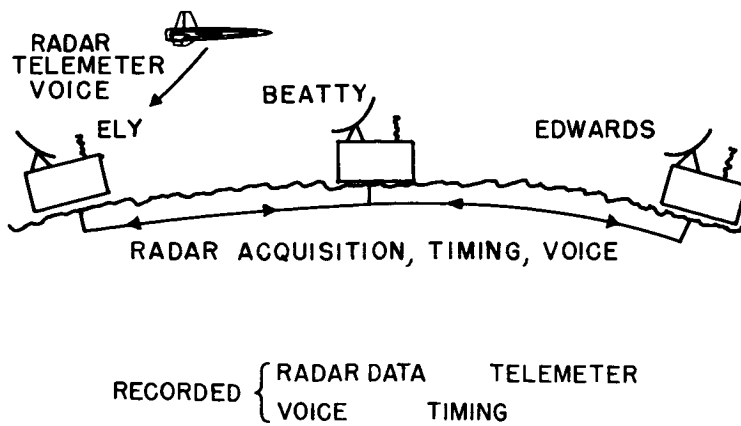 RADAR
TELEMETER
VOICE
ELY
BEATTY
EDWARDS
RADAR ACQUISITION, TIMING, VOICE
RECORDED
RADAR DATA TELEMETER
VOICE TIMING